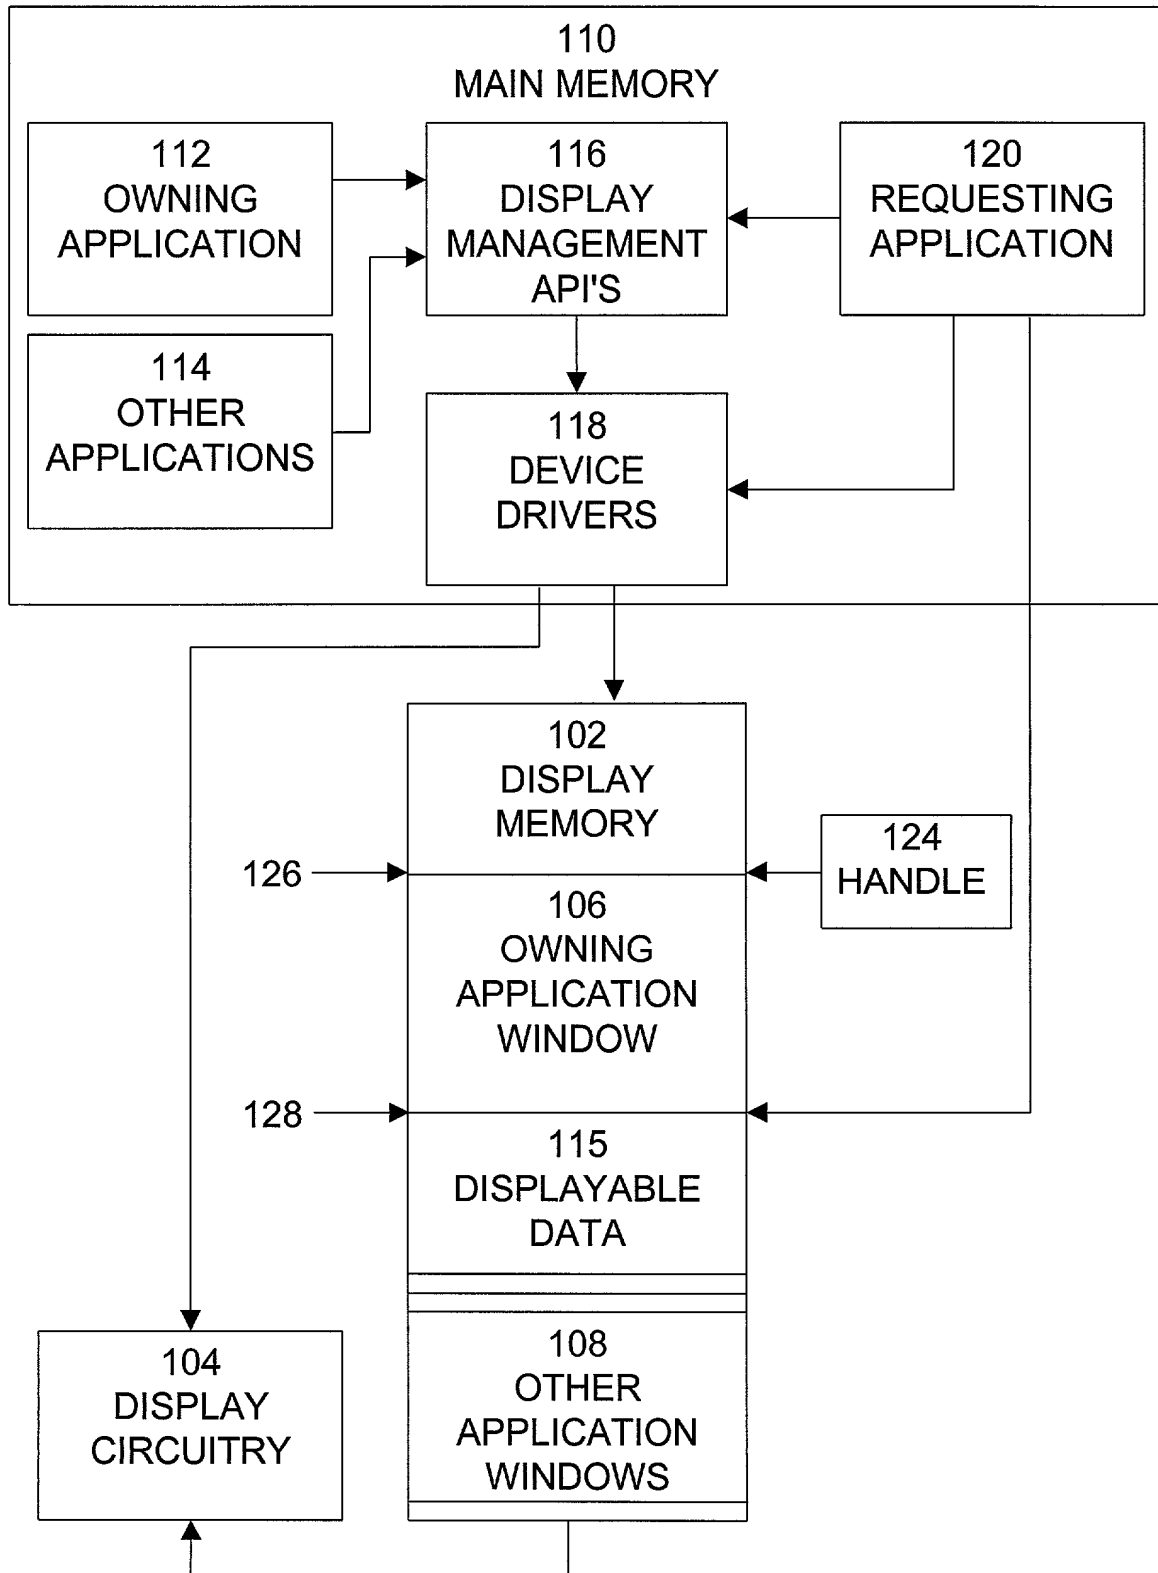 110
MAIN MEMORY
112
OWNING
APPLICATION
116
DISPLAY
MANAGEMENT
API'S
120
REQUESTING
APPLICATION
114
OTHER
APPLICATIONS
118
DEVICE
DRIVERS
102
DISPLAY
MEMORY
124
HANDLE
126
106
OWNING
APPLICATION
WINDOW
128
115
DISPLAYABLE
DATA
104
DISPLAY
CIRCUITRY
108
OTHER
APPLICATION
WINDOWS